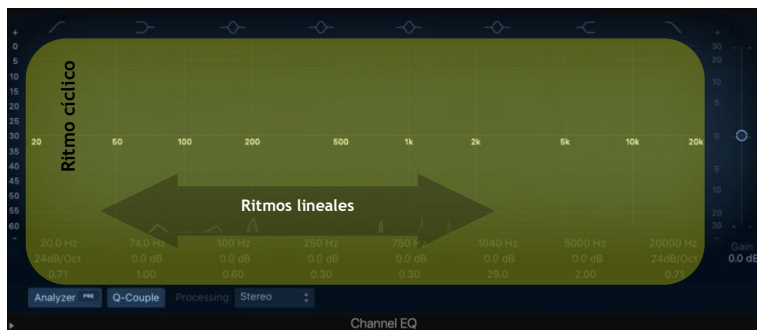 + +
0 30
5 20
10 10
15
20 5
25
30 20 50 100 200 500 1k 2k 5k 10k 20k 0
35
40
45 5
50 10
55 20
60 30
- -
Ritmo cíclico
Ritmos lineales
20.0 Hz 74.0 Hz 100 Hz 250 Hz 750 Hz 1040 Hz 5000 Hz 20000 Hz Gain
24dB/Oct 0.0 dB 0.0 dB 0.0 dB 0.0 dB 0.0 dB 0.0 dB 24dB/Oct 0.0 dB
0.71 1.00 0.60 0.30 0.30 29.0 2.00 0.71
Analyzer PRE Q-Couple Processing: Stereo
Channel EQ